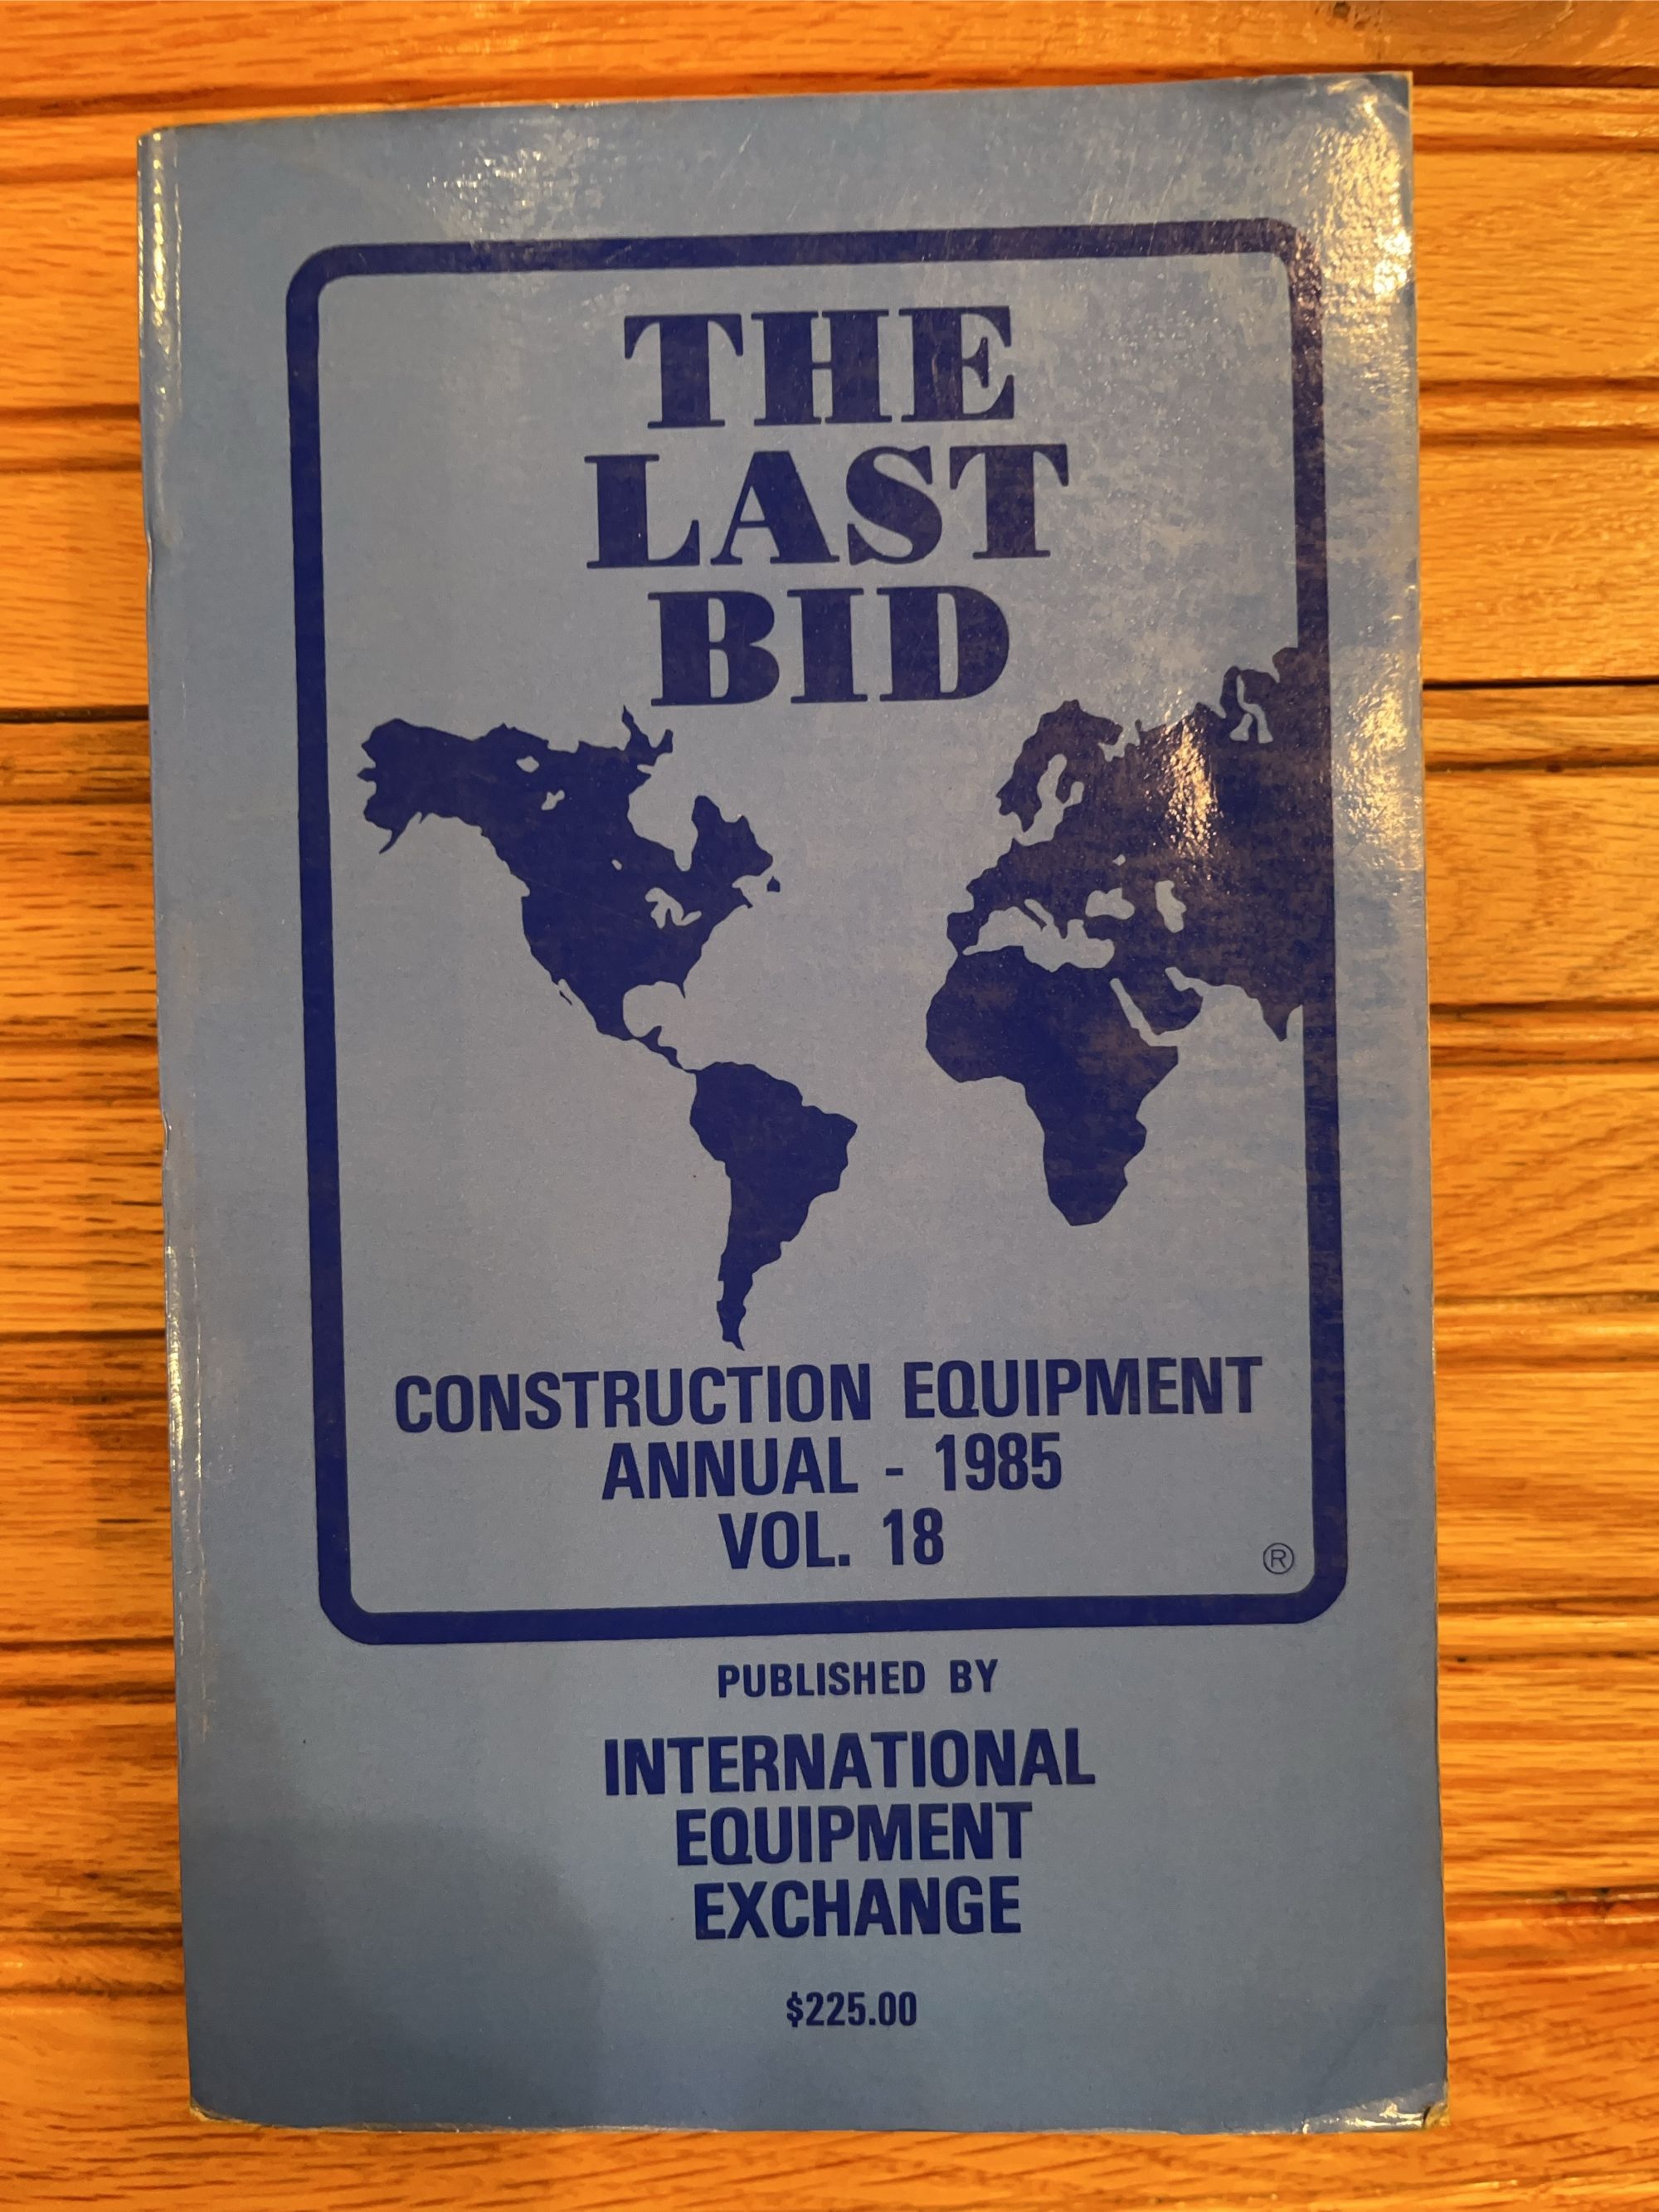 THE
LAST
BID
CONSTRUCTION EQUIPMENT
ANNUAL - 1985
VOL. 18
®
PUBLISHED BY
INTERNATIONAL
EQUIPMENT
EXCHANGE
$225.00